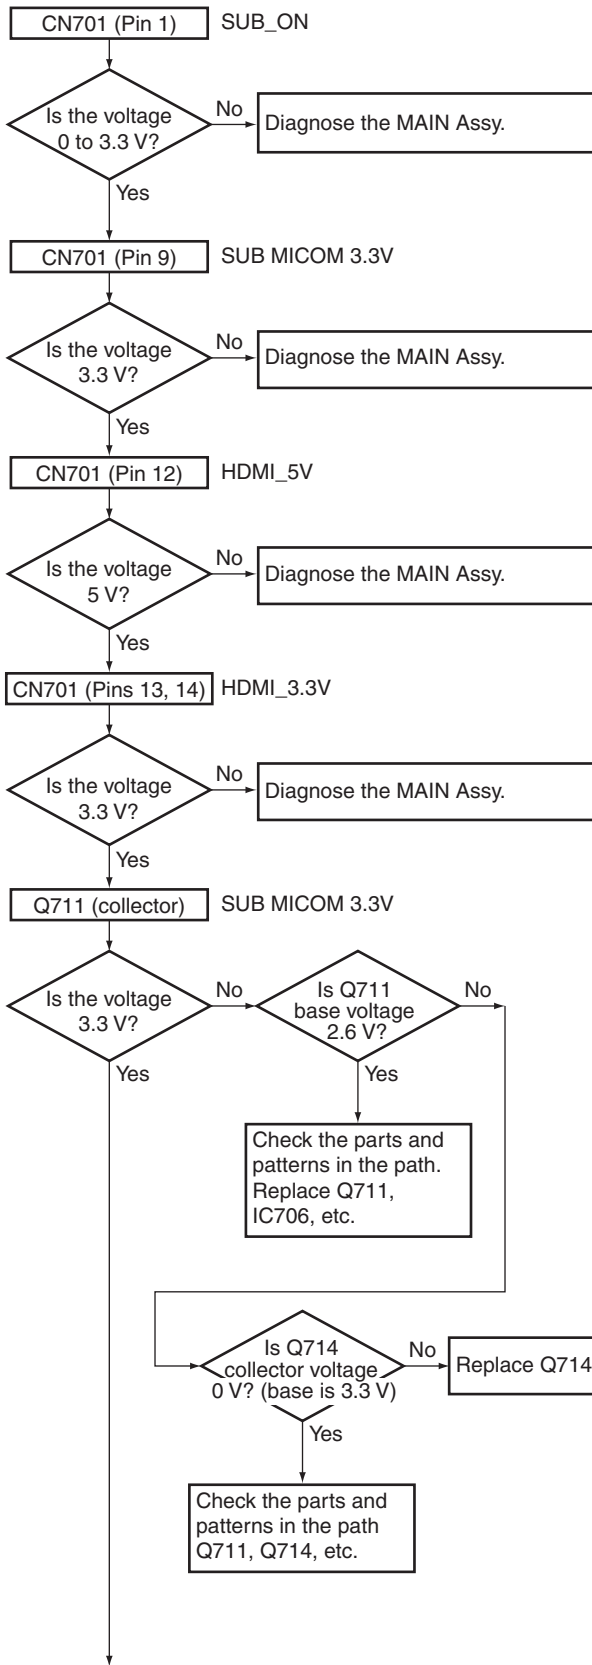 CN701 (Pin 1)
SUB_ON
Is the voltage
0 to 3.3 V?
No
Diagnose the MAIN Assy.
Yes
CN701 (Pin 9)
SUB MICOM 3.3V
Is the voltage
3.3 V?
No
Diagnose the MAIN Assy.
Yes
CN701 (Pin 12)
HDMI_5V
Is the voltage
5 V?
No
Diagnose the MAIN Assy.
Yes
CN701 (Pins 13, 14)
HDMI_3.3V
Is the voltage
3.3 V?
No
Diagnose the MAIN Assy.
Yes
Q711 (collector)
SUB MICOM 3.3V
Is the voltage
3.3 V?
No
Is Q711
base voltage
2.6 V?
No
Yes
Yes
Check the parts and
patterns in the path.
Replace Q711,
IC706, etc.
Is Q714
collector voltage
0 V? (base is 3.3 V)
No
Replace Q714
Yes
Check the parts and
patterns in the path
Q711, Q714, etc.